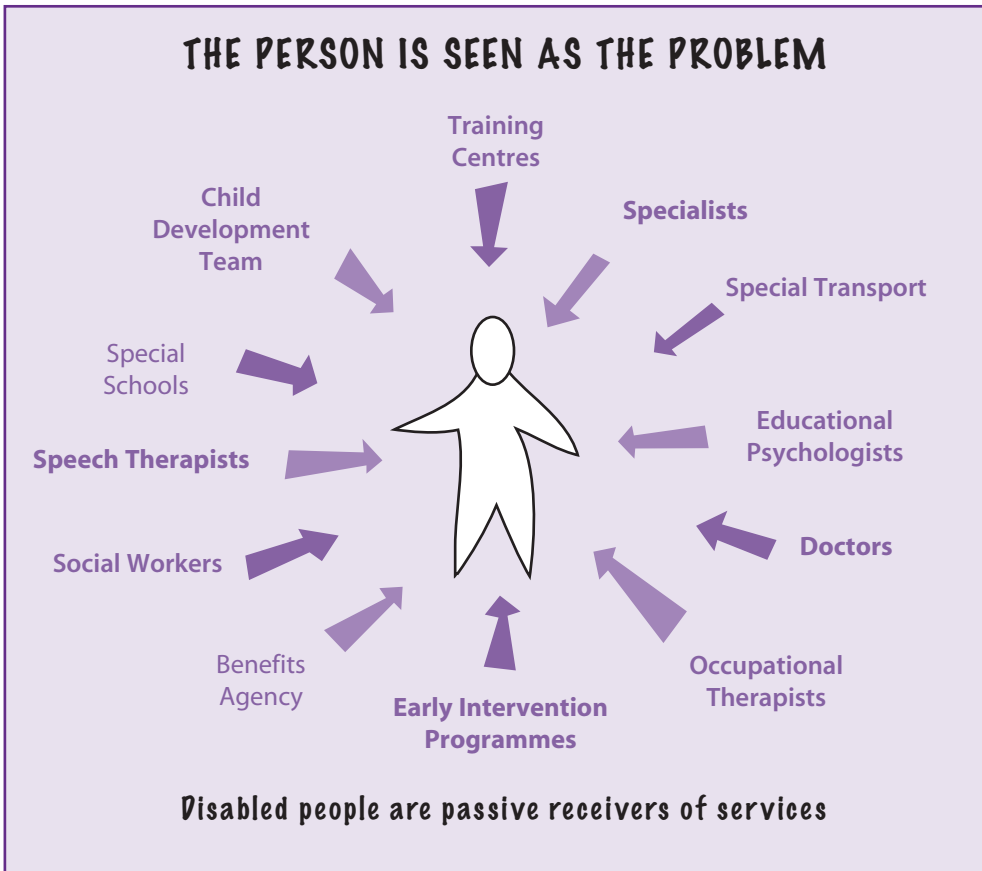 THE PERSON IS SEEN AS THE PROBLEM
Training
Centres
Child
Development
Team
Specialists
Special Transport
Special
Schools
Educational
Psychologists
Speech Therapists
Doctors
Social Workers
Benefits
Agency
Occupational
Therapists
Early Intervention
Programmes
Disabled people are passive receivers of services